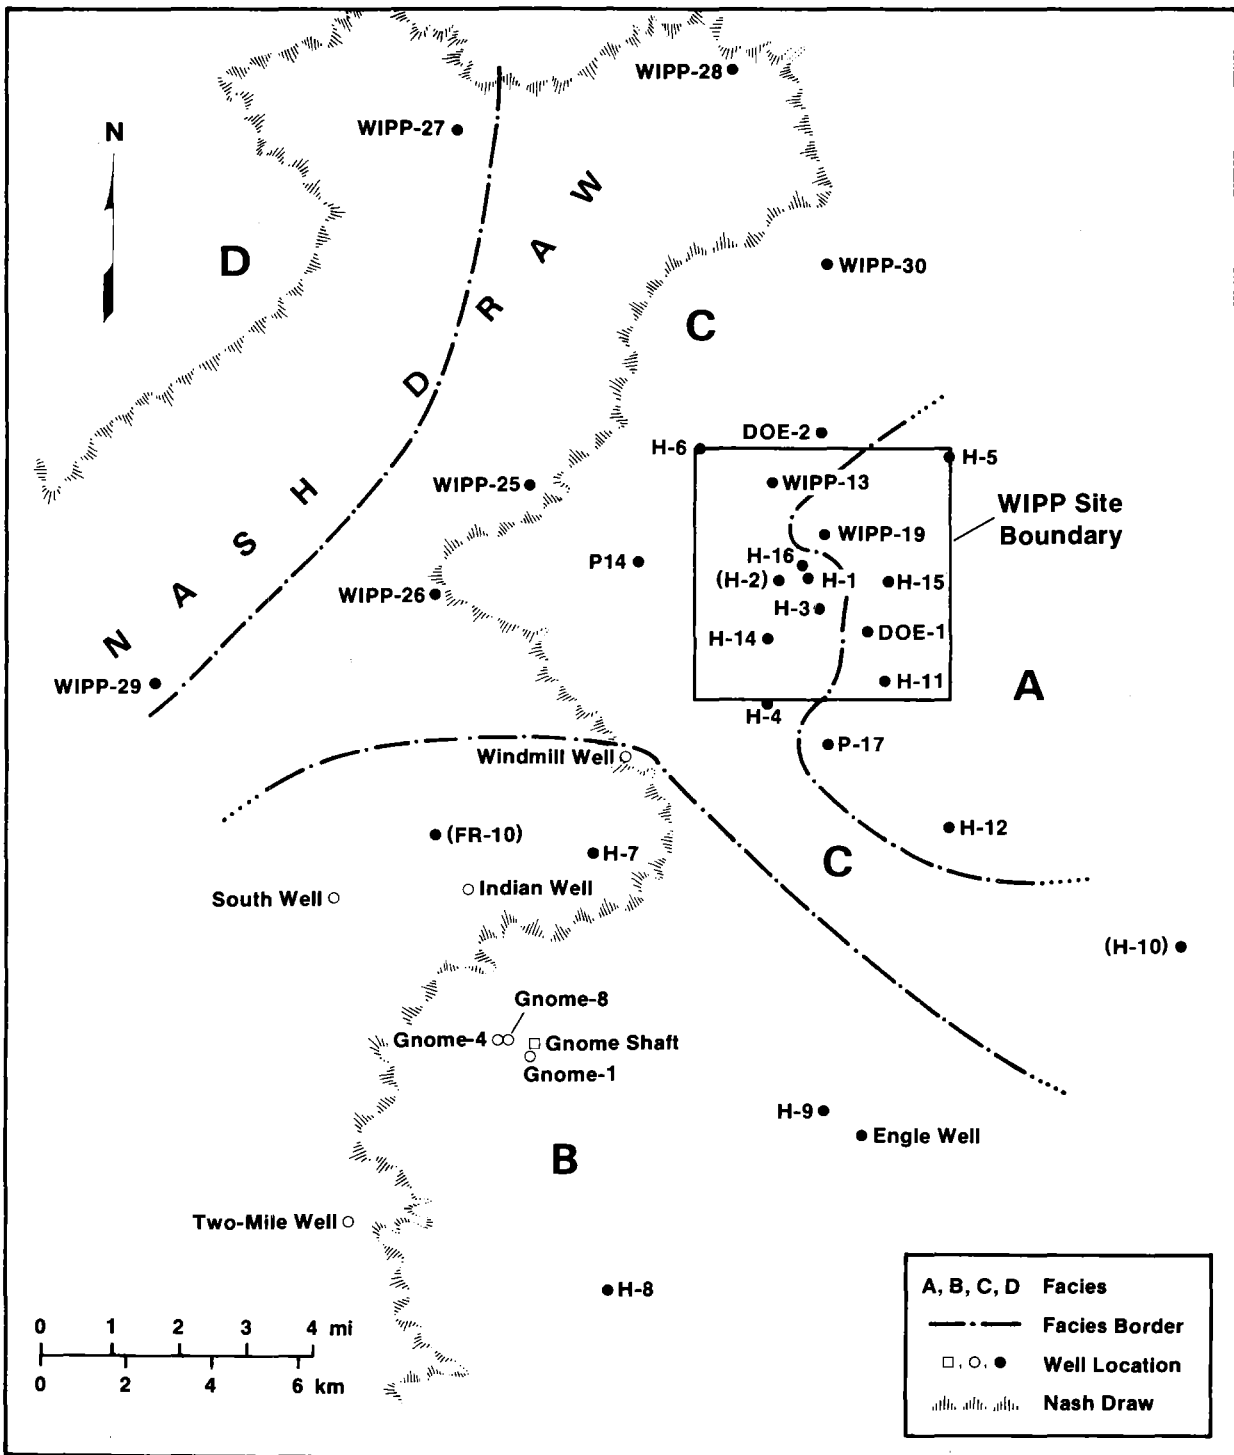 WIPP-28
WIPP-27
N
NASH DRAW
D
WIPP-30
C
DOE-2
H-6
H-5
WIPP-13
WIPP-25
WIPP Site
Boundary
WIPP-19
P14
H-16
(H-2)
H-1
H-15
WIPP-26
H-3
DOE-1
H-14
WIPP-29
H-11
A
H-4
P-17
Windmill Well
(FR-10)
H-12
H-7
C
South Well
Indian Well
(H-10)
Gnome-8
Gnome-4
Gnome Shaft
Gnome-1
H-9
Engle Well
B
Two-Mile Well
H-8
0 1 2 3 4 mi
0 2 4 6 km
A, B, C, D Facies
Facies Border
Well Location
Nash Draw